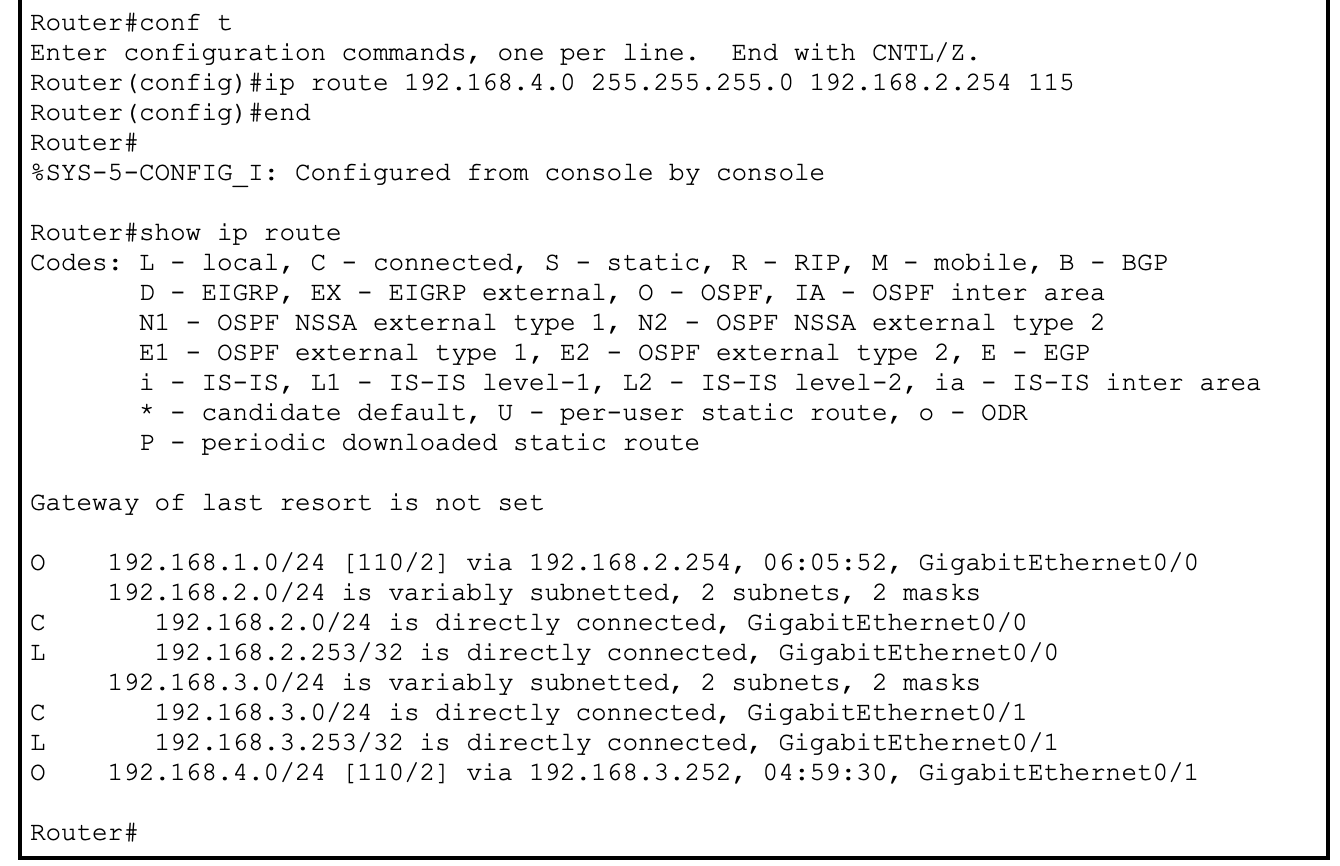 Router#conf t
Enter configuration commands, one per line.  End with CNTL/Z.
Router(config)#ip route 192.168.4.0 255.255.255.0 192.168.2.254 115
Router(config)#end
Router#
%SYS-5-CONFIG_I: Configured from console by console

Router#show ip route
Codes: L - local, C - connected, S - static, R - RIP, M - mobile, B - BGP
       D - EIGRP, EX - EIGRP external, O - OSPF, IA - OSPF inter area
       N1 - OSPF NSSA external type 1, N2 - OSPF NSSA external type 2
       E1 - OSPF external type 1, E2 - OSPF external type 2, E - EGP
       i - IS-IS, L1 - IS-IS level-1, L2 - IS-IS level-2, ia - IS-IS inter area
       * - candidate default, U - per-user static route, o - ODR
       P - periodic downloaded static route

Gateway of last resort is not set

O    192.168.1.0/24 [110/2] via 192.168.2.254, 06:05:52, GigabitEthernet0/0
     192.168.2.0/24 is variably subnetted, 2 subnets, 2 masks
C       192.168.2.0/24 is directly connected, GigabitEthernet0/0
L       192.168.2.253/32 is directly connected, GigabitEthernet0/0
     192.168.3.0/24 is variably subnetted, 2 subnets, 2 masks
C       192.168.3.0/24 is directly connected, GigabitEthernet0/1
L       192.168.3.253/32 is directly connected, GigabitEthernet0/1
O    192.168.4.0/24 [110/2] via 192.168.3.252, 04:59:30, GigabitEthernet0/1

Router#